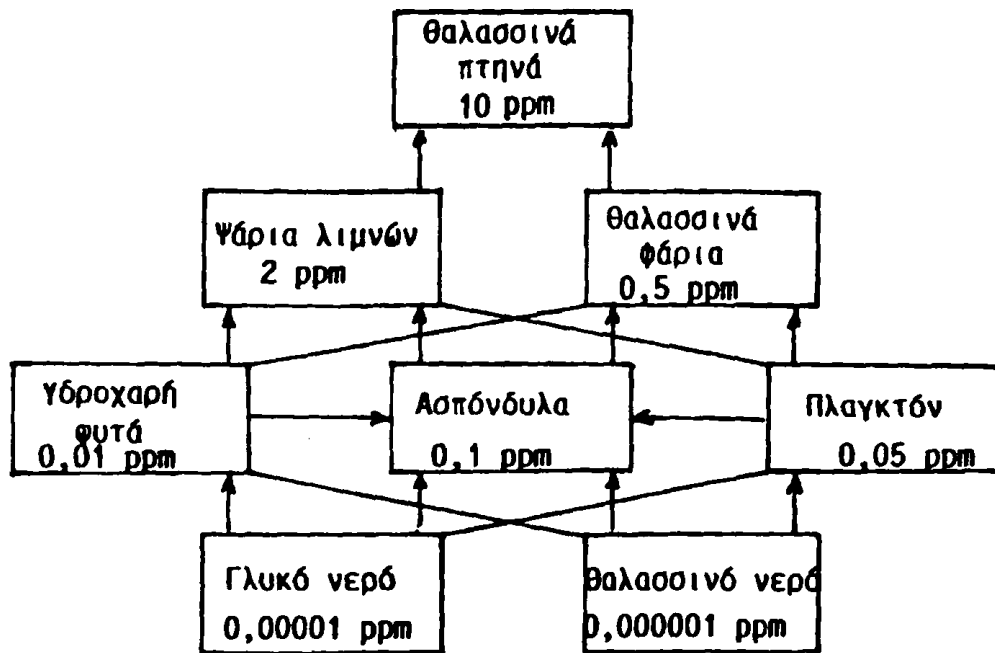 θαλασσινά
πτηνά
10 ppm
Ψάρια λιμνών
2 ppm
θαλασσινά
φάρια
0,5 ppm
Υδροχαρή
φυτά
0,01 ppm
Ασπόνδυλα
0,1 ppm
Πλαγκτόν
0,05 ppm
Γλυκό νερό
0,00001 ppm
θαλασσινό νερό
0,000001 ppm